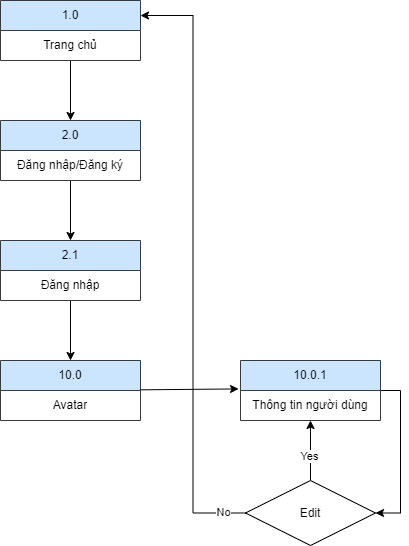 1.0
Trang chủ
2.0
Đăng nhập/Đăng ký
2.1
Đăng nhập
10.0
Avatar
10.0.1
Thông tin người dùng
Yes
No
Edit